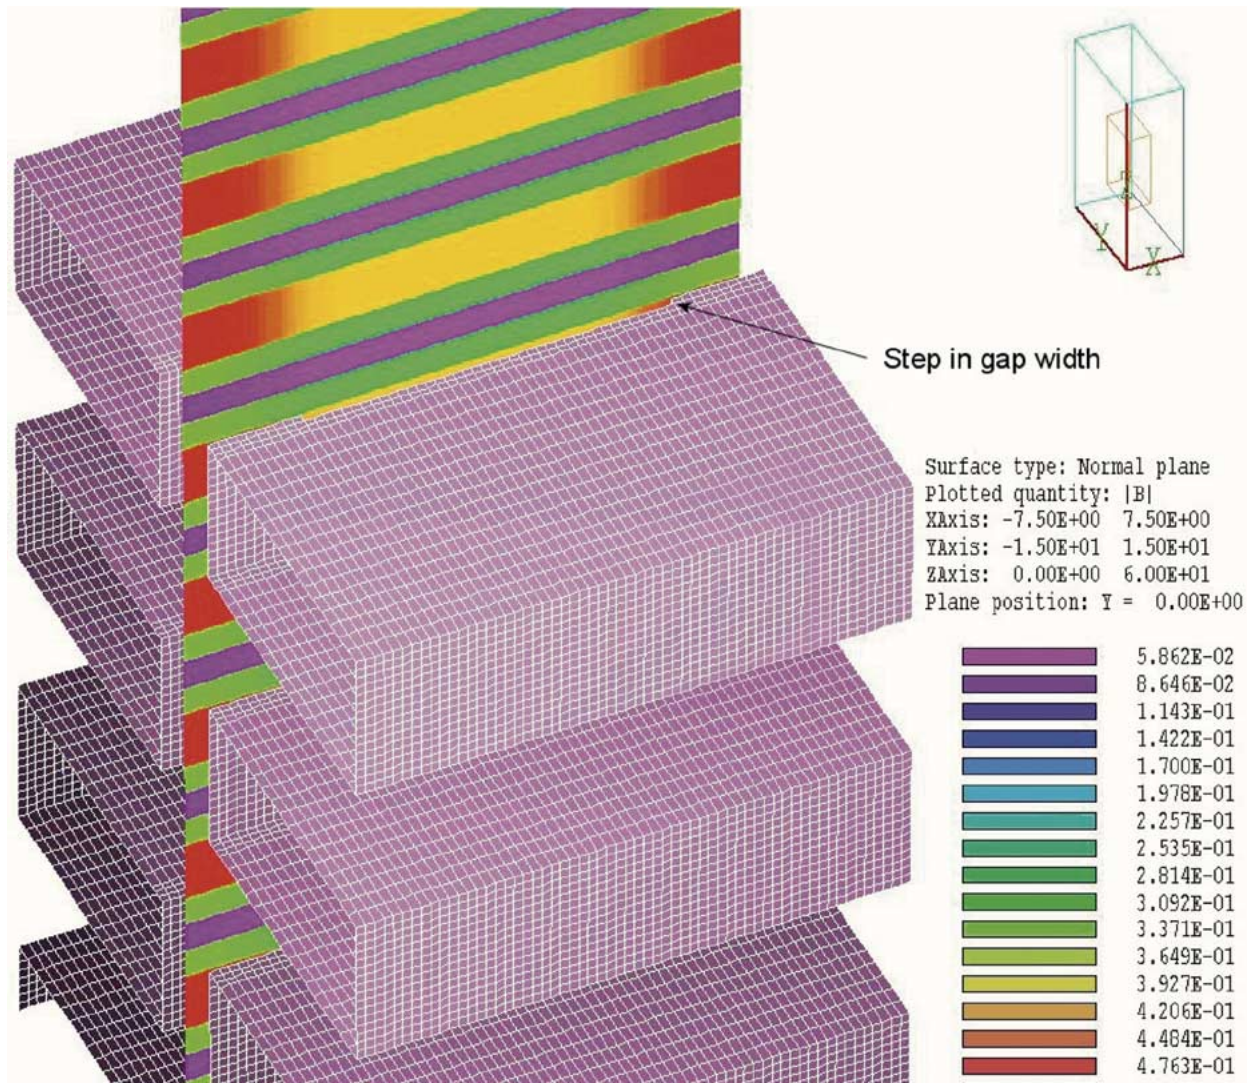 Y
X
Step in gap width
Surface type: Normal plane
Plotted quantity: |B|
XAxis: -7.50E+00 7.50E+00
YAxis: -1.50E+01 1.50E+01
ZAxis: 0.00E+00 6.00E+01
Plane position: Y = 0.00E+00
5.862E-02
8.646E-02
1.143E-01
1.422E-01
1.700E-01
1.978E-01
2.257E-01
2.535E-01
2.814E-01
3.092E-01
3.371E-01
3.649E-01
3.927E-01
4.206E-01
4.484E-01
4.763E-01